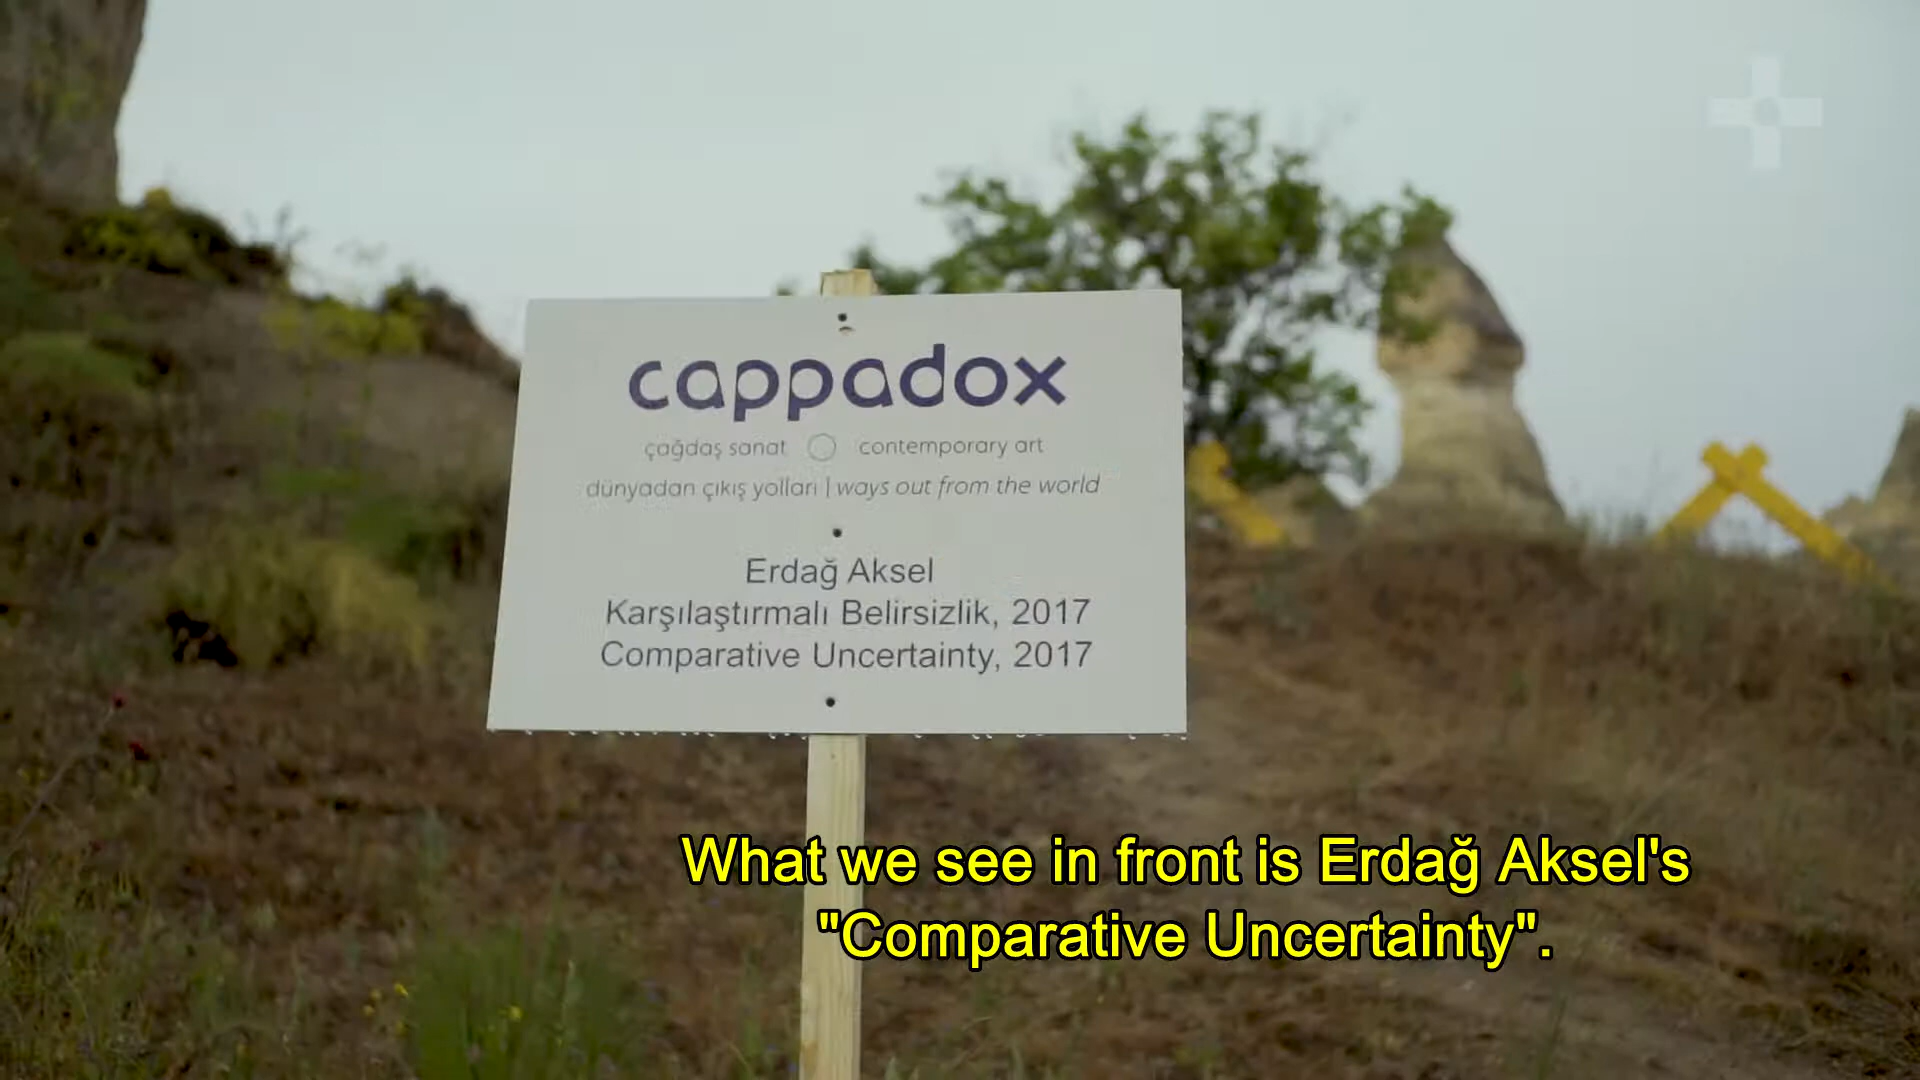 cappadox
çağdaş sanat contemporary art
dünyadan çıkış yolları | ways out from the world
Erdağ Aksel
Karşılaştırmalı Belirsizlik, 2017
Comparative Uncertainty, 2017
What we see in front is Erdağ Aksel's
"Comparative Uncertainty".